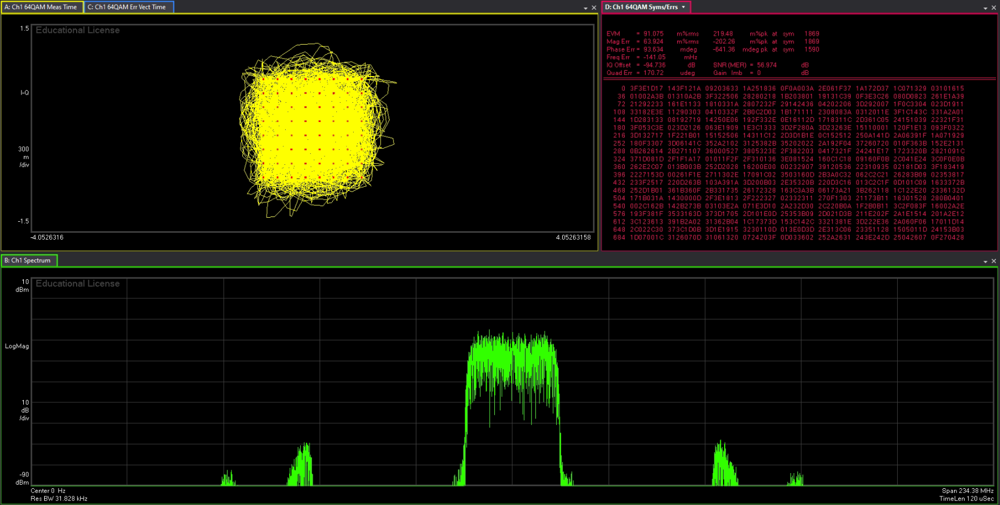 A: Ch1 64QAM Meas Time
C: Ch1 64QAM Err Vect Time
1.5
Educational License
I-Q
300
m
/div
-1.5
-4.0526316
4.05263158
D: Ch1 64QAM Syms/Errs
EVM = 91.075 m%rms 219.48 m%pk at sym 1869
Mag Err = 63.924 m%rms -202.26 m%pk at sym 1869
Phase Err = 93.634 mdeg -641.36 mdeg pk at sym 1590
Freq Err = -141.05 mHz
IQ Offset = -94.736 dB SNR(MER) = 56.974 dB
Quad Err = 170.72 udeg Gain Imb = 0 dB
0 3F3E1D17 143F121A 09203633 1A251836 0F0A003A 2E061F37 1A172D37 1C071329 03101615
36 01002A3B 01310A2B 3F322506 28280218 1B203801 19131C39 0F3E3C26 080D0823 261E1A39
72 21292233 161E1133 1810331A 2807232F 29142436 04202206 3D292007 1F0C3304 023D1911
108 33182E3E 11290303 0410332F 2B0C2D03 1B171111 2308083A 0312011E 3F1C143C 331A2A01
144 1D283133 08192719 14250E06 192F332E 0E16112D 1718311C 2D361C05 24151039 22321F31
180 3F053C3E 023D2126 063E1909 1E3C1333 3D2F280A 3D23263E 15110001 120F1E13 093F0322
216 3D132717 1F221B01 15152506 14311C12 2D3D1B1E 0C152512 250A141D 2A06391F 1A071929
252 180F3307 3D06141C 352A2102 3125382B 35202022 2A192F04 37260720 010F363B 152E2131
288 0B262614 2B271107 36000527 3805323E 2F382203 0417321F 24241E17 1723320B 2821091C
324 371D081D 2F1F1A17 01011F2F 2F310136 3E081524 160C1C18 09160F0B 2C041E24 3C0F0E0B
360 262E2C07 013B003B 252D2028 16200E00 00232907 39120536 22310935 02181D03 3F183419
396 2227153D 00261F1E 2711302E 17091C02 3503160D 2B3A0C32 062C2C21 26283B09 02353817
432 233F2517 220D263B 103A391A 3D200B03 2E35320B 220D3C16 013C2C1F 0D101C09 1633372B
468 252D1B01 361B360F 2B331735 26172328 163C3A3B 06173A21 3B262118 1C122E20 2336132D
504 171B031A 1430000D 2F3E1813 2F222327 02332311 270F1303 21173B11 16301528 280B0401
540 002C162B 142B273B 03103E2A 071E3D10 2A232D30 2C220B0A 1F2B0B11 3C2F083F 16002A2E
576 193F381F 3533163D 373D1705 2D101E0D 25353B09 2D021D3B 211E202F 2A1E1514 201A2E12
612 3C123613 391B2A02 31362B04 1C17373D 153C142C 3321381E 3D222E36 2A060F06 17011D14
648 2C022C30 373C1D0B 3D1E1915 3230110D 013E0D3D 2E313C06 23351128 1505011D 24153B03
684 1D07001C 3126070D 31061320 0724203F 0D033602 252A2631 243E242D 25042607 0F270428
B: Ch1 Spectrum
10
dBm
Educational License
LogMag
10
dB
/div
-90
dBm
Center 0 Hz
Span 234.38 MHz
Res BW 31.828 kHz
TimeLen 120 uSec